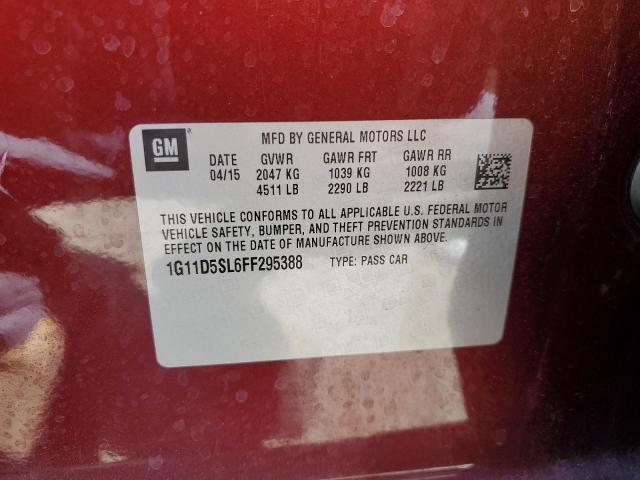 GM
MFD BY GENERAL MOTORS LLC
DATE GVWR GAWR FRT GAWR RR
04/15 2047 KG 1039 KG 1008 KG
4511 LB 2290 LB 2221 LB
THIS VEHICLE CONFORMS TO ALL APPLICABLE U.S. FEDERAL MOTOR
VEHICLE SAFETY, BUMPER, AND THEFT PREVENTION STANDARDS IN
EFFECT ON THE DATE OF MANUFACTURE SHOWN ABOVE.
1G11D5SL6FF295388 TYPE: PASS CAR